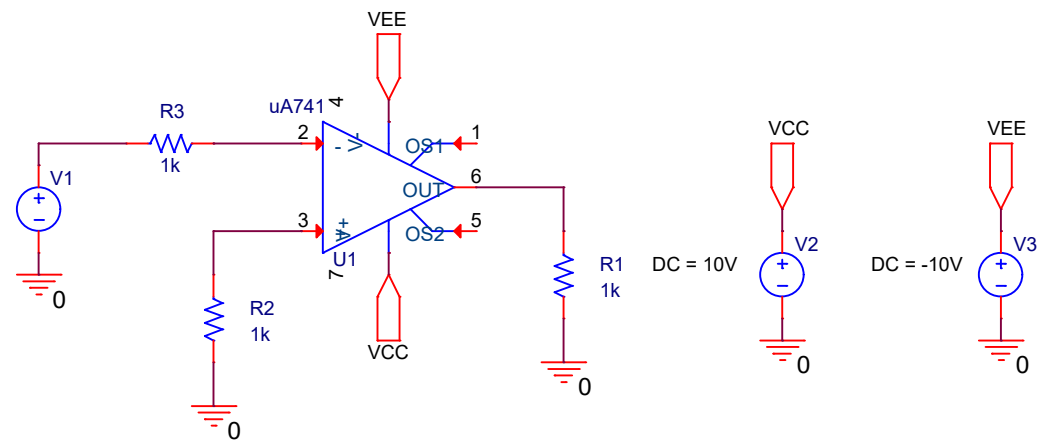 VEE
uA741
4
R3
1k
2
-
V-
OS1
1
V1
+
−
OUT
6
3
+
V+
OS2
5
U1
7
R2
1k
R1
1k
VCC
0
0
0
VCC
VEE
DC = 10V
V2
+
−
DC = -10V
V3
+
−
0
0